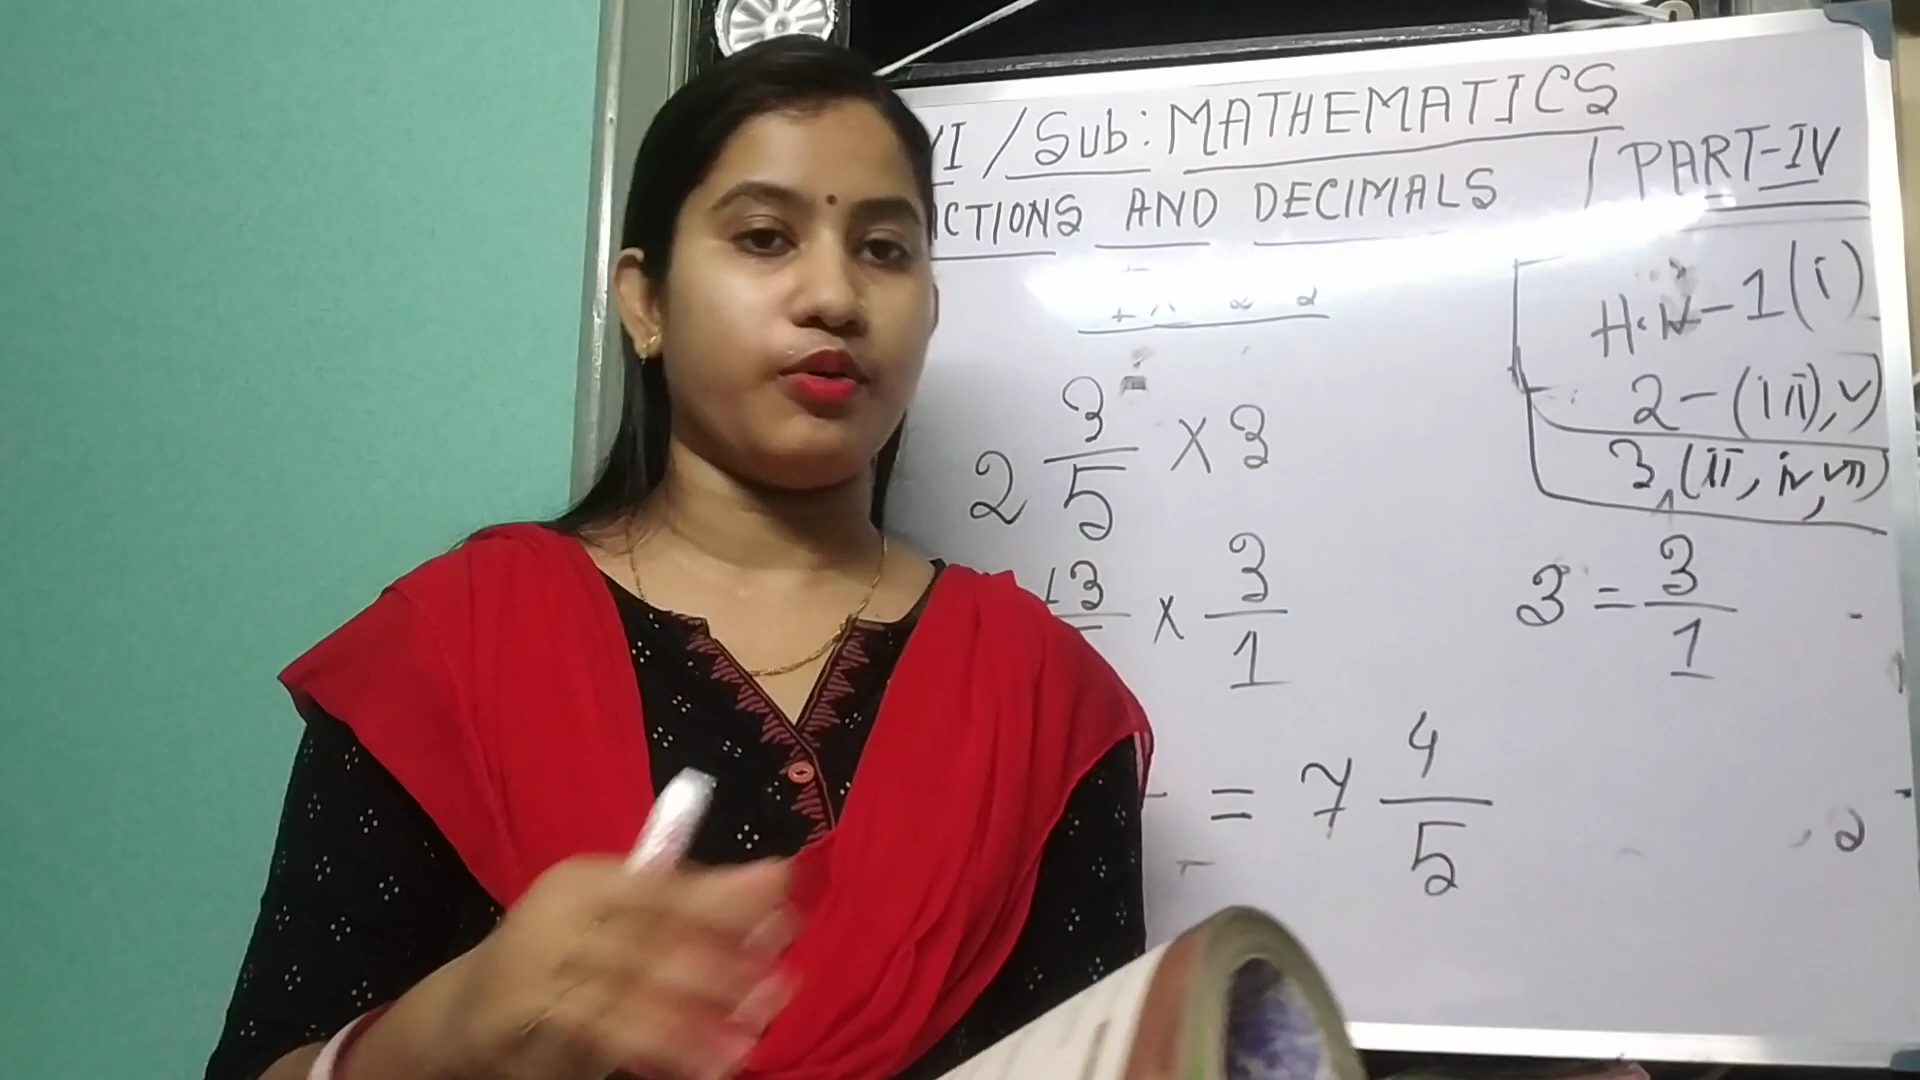 VI / Sub: MATHEMATICS
ACTIONS AND DECIMALS / PART-IV
H.W-1(i)
2-(iii),v)
3,(ii, iv, vii)
2 3/5 X 3
13 X 3/1
3 = 3/1
= 7 4/5